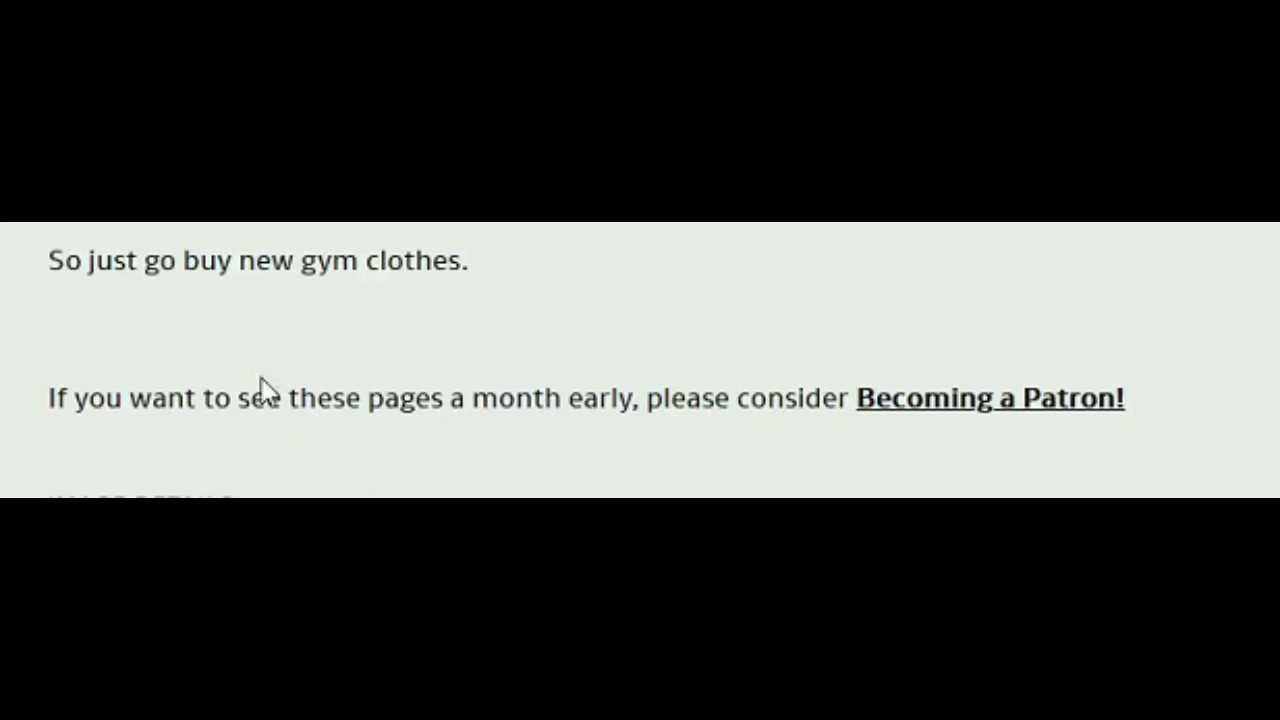 So just go buy new gym clothes.
If you want to see these pages a month early, please consider Becoming a Patron!